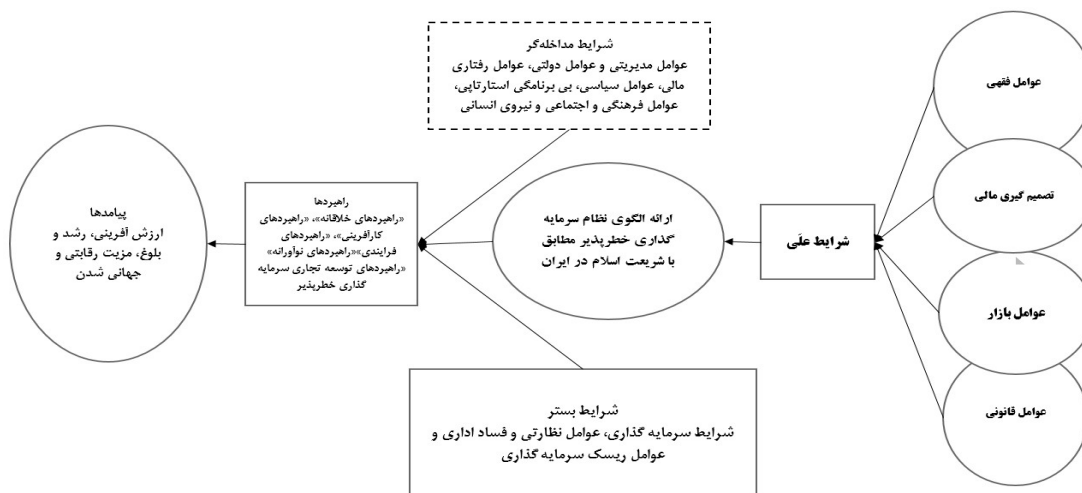 عوامل فقهی
تصمیم گیری مالی
عوامل بازار
عوامل قانونی
شرایط علّی
ارائه الگوی نظام سرمایه
گذاری خطرپذیر مطابق
با شریعت اسلام در ایران
شرایط مداخله‌گر
عوامل مدیریتی و عوامل دولتی، عوامل رفتاری
مالی، عوامل سیاسی، بی برنامگی استارتاپی،
عوامل فرهنگی و اجتماعی و نیروی انسانی
شرایط بستر
شرایط سرمایه گذاری، عوامل نظارتی و فساد اداری و
عوامل ریسک سرمایه گذاری
راهبردها
«راهبردهای خلاقانه»، «راهبردهای
کارآفرینی»، «راهبردهای
فرایندی»«راهبردهای نوآورانه»
«راهبردهای توسعه تجاری سرمایه
گذاری خطرپذیر
پیامدها
ارزش آفرینی، رشد و
بلوغ، مزیت رقابتی و
جهانی شدن